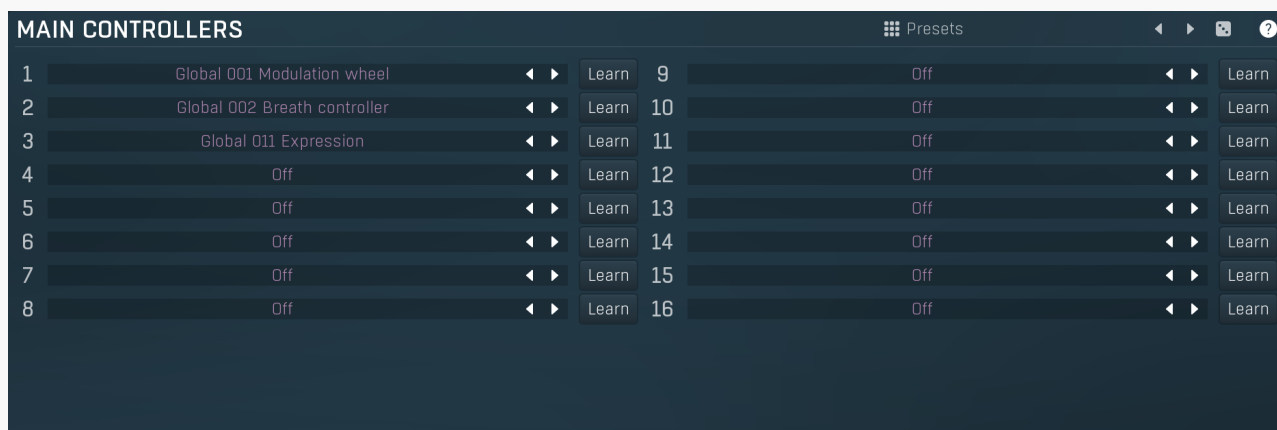 MAIN CONTROLLERS Presets ?
1 Global 001 Modulation wheel Learn 9 Off Learn
2 Global 002 Breath controller Learn 10 Off Learn
3 Global 011 Expression Learn 11 Off Learn
4 Off Learn 12 Off Learn
5 Off Learn 13 Off Learn
6 Off Learn 14 Off Learn
7 Off Learn 15 Off Learn
8 Off Learn 16 Off Learn